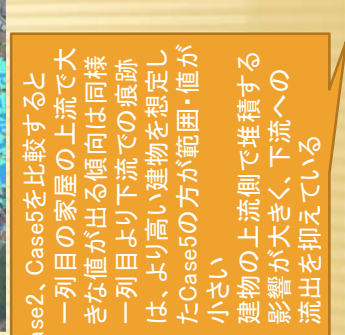 ase2、Case5を比較すると
一列目の家屋の上流で大
きな値が出る傾向は同様
一列目より下流での痕跡
は、より高い建物を想定し
たCase5の方が範囲・値が
小さい
建物の上流側で堆積する
影響が大きく、下流への
流出を抑えている